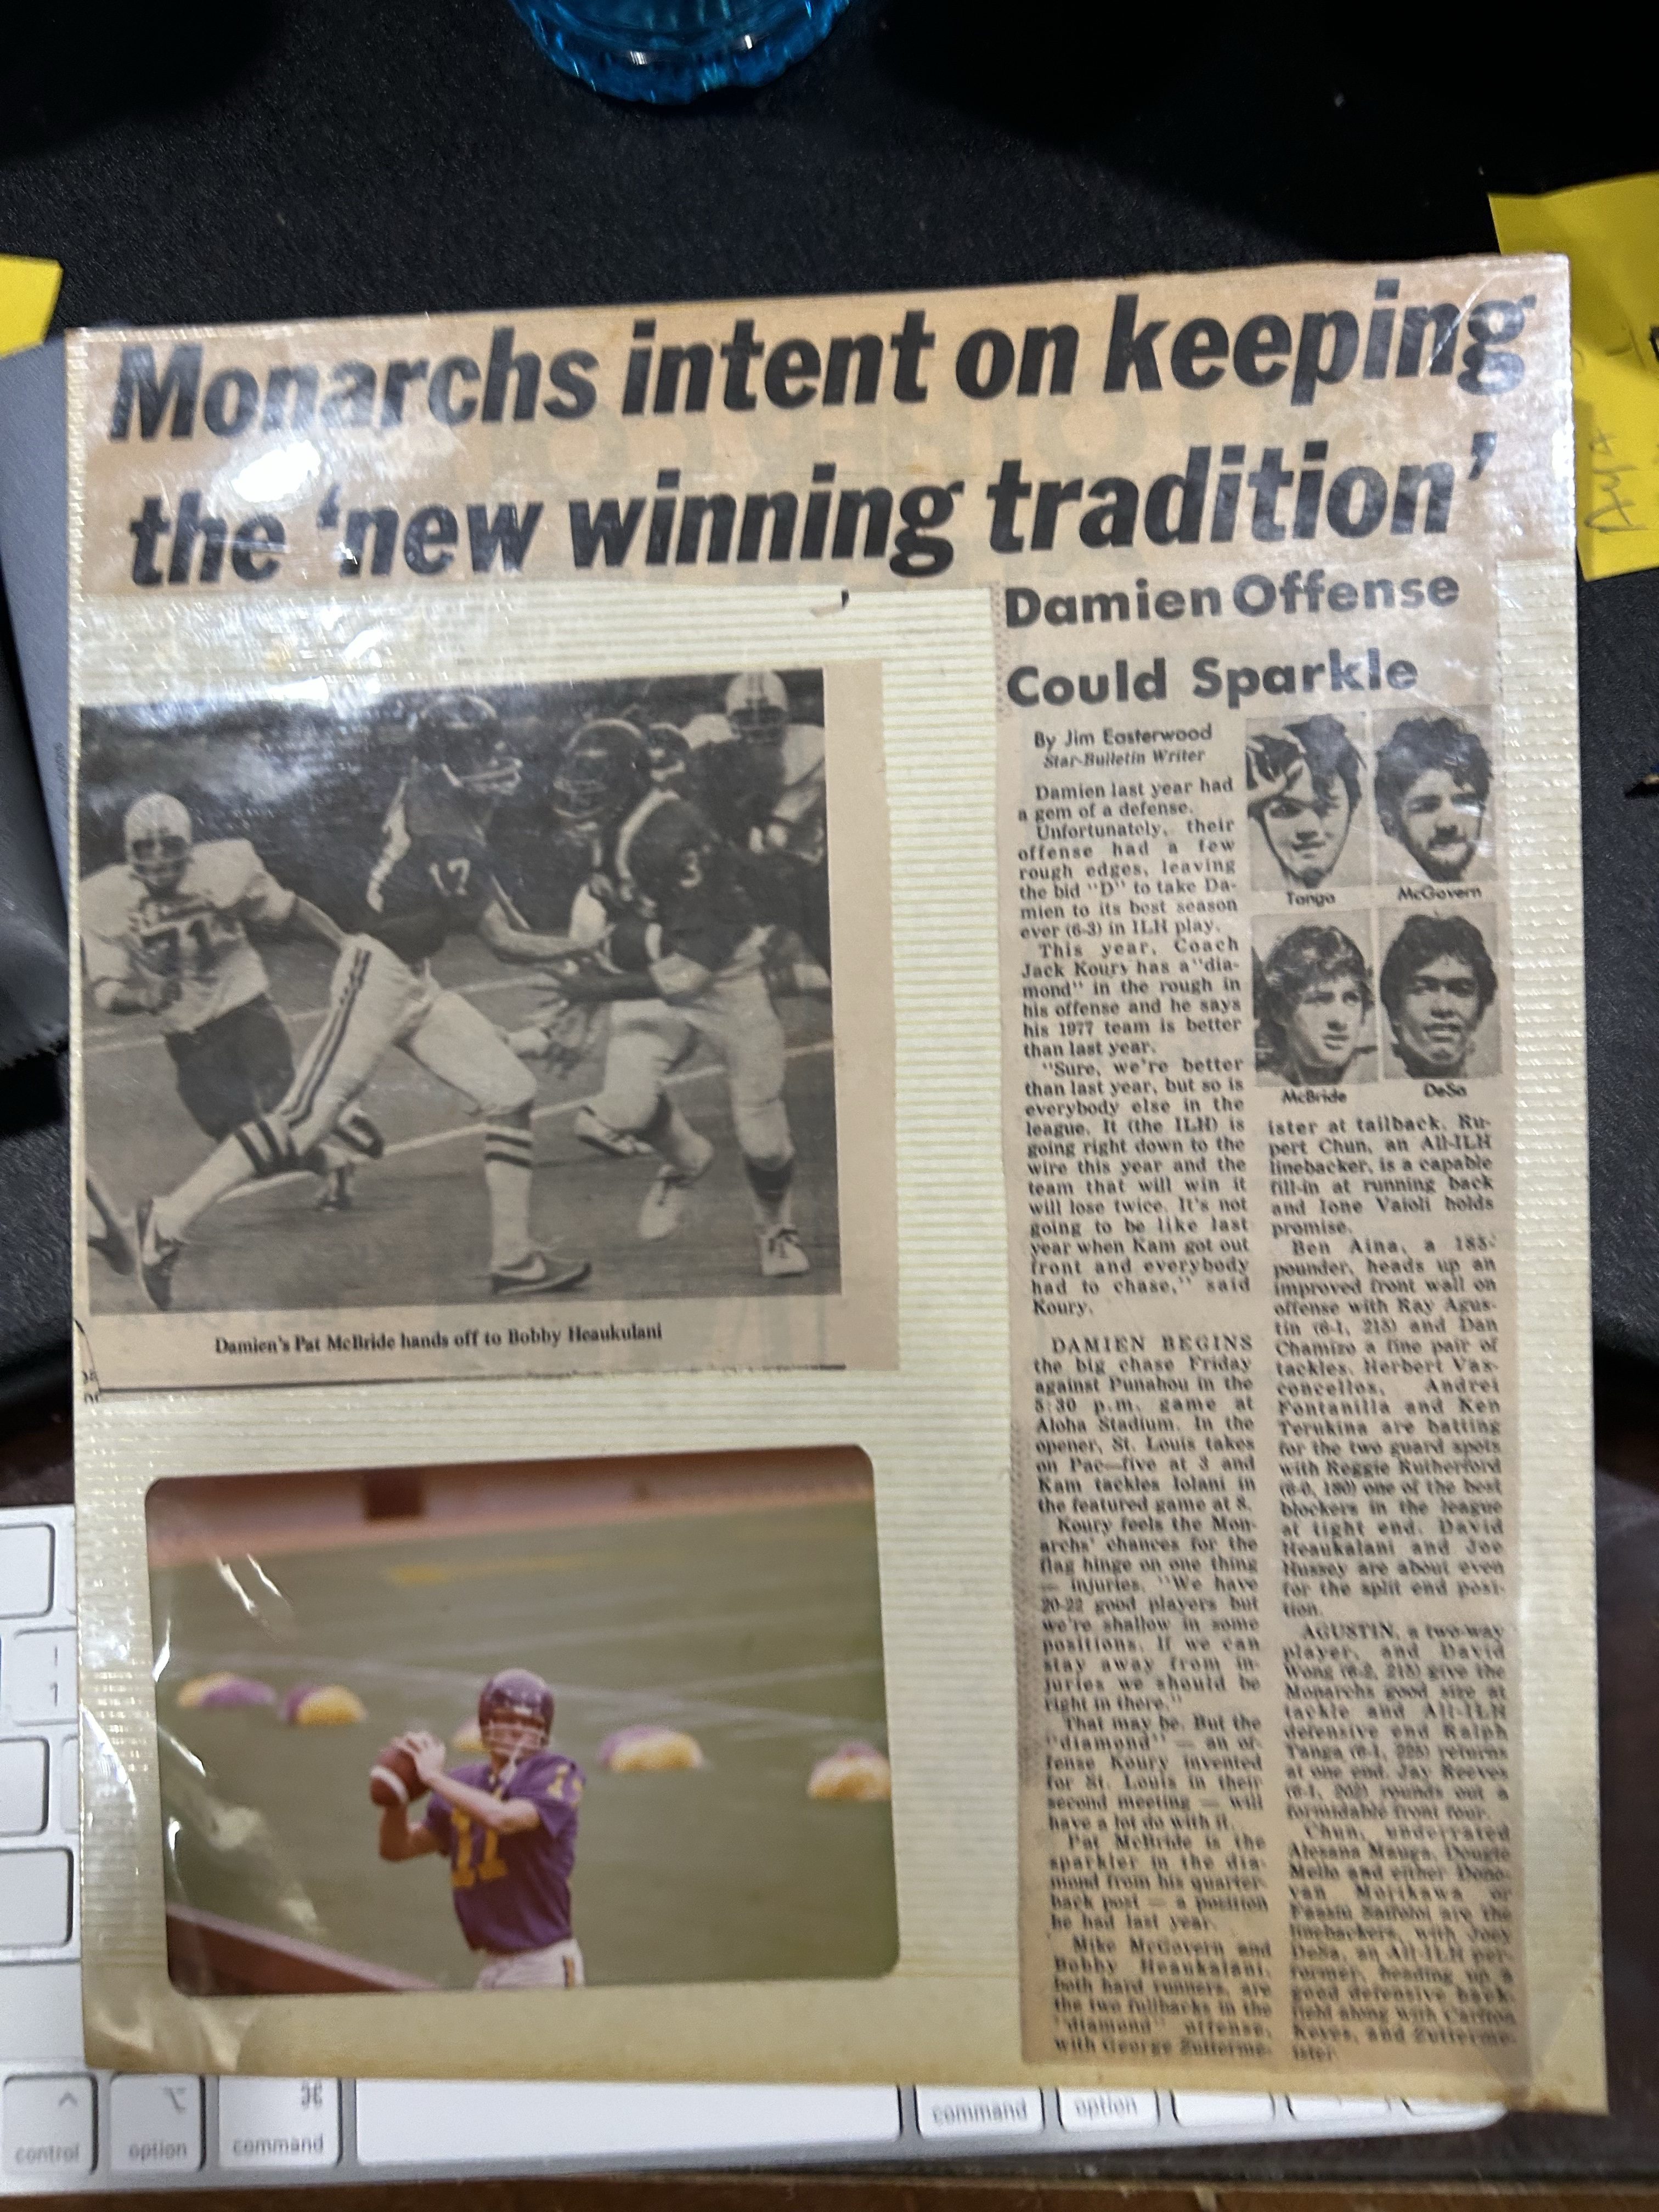 Monarchs intent on keeping
the 'new winning tradition'
17
3
71
Damien's Pat McBride hands off to Bobby Heaukulani
11
Damien Offense
Could Sparkle
By Jim Easterwood
Star-Bulletin Writer
Damien last year had
a gem of a defense.
Unfortunately, their
offense had a few
rough edges, leaving
the bid "D" to take Da-
mien to its best season
ever (6-3) in ILH play.
This year, Coach
Jack Koury has a "dia-
mond" in the rough in
his offense and he says
his 1977 team is better
than last year.
"Sure, we're better
than last year, but so is
everybody else in the
league. It (the ILH) is
going right down to the
wire this year and the
team that will win it
will lose twice. It's not
going to be like last
year when Kam got out
front and everybody
had to chase," said
Koury.
DAMIEN BEGINS
the big chase Friday
against Punahou in the
5:30 p.m. game at
Aloha Stadium. In the
opener, St. Louis takes
on Pac—five at 3 and
Kam tackles Iolani in
the featured game at 8.
Koury feels the Mon-
archs' chances for the
flag hinge on one thing
— injuries. "We have
20-22 good players but
we're shallow in some
positions. If we can
stay away from in-
juries we should be
right in there."
That may be. But the
"diamond" — an of-
fense Koury invented
for St. Louis in their
second meeting — will
have a lot do with it.
Pat McBride is the
sparkler in the dia-
mond from his quarter-
back post — a position
he had last year.
Mike McGovern and
Bobby Heaukalani,
both hard runners, are
the two fullbacks in the
"diamond" offense,
with George Zutterme-
Tanga
McGovern
McBride
DeSa
ister at tailback. Ru-
pert Chun, an All-ILH
linebacker, is a capable
fill-in at running back
and Ione Vaioli holds
promise.
Ben Aina, a 185-
pounder, heads up an
improved front wall on
offense with Ray Agus-
tin (6-1, 215) and Dan
Chamizo a fine pair of
tackles. Herbert Vas-
concellos, Andrei
Fontanilla and Ken
Terukina are batting
for the two guard spots
with Reggie Rutherford
(6-0, 180) one of the best
blockers in the league
at tight end. David
Heaukalani and Joe
Hussey are about even
for the split end posi-
tion.
AGUSTIN, a two-way
player, and David
Wong (6-2, 215) give the
Monarchs good size at
tackle and All-ILH
defensive end Ralph
Tanga (6-1, 225) returns
at one end. Jay Reeves
(6-1, 202) rounds out a
formidable front four.
Chun, underrated
Alesana Mauga, Dougie
Mello and either Dono-
van Morikawa or
are the
linebackers, with Joey
DeSa, an All-ILH per-
former, heading up a
good defensive back-
field along with Carlton
Keves, and Zutterme-
ister.
control
option
command
command
option